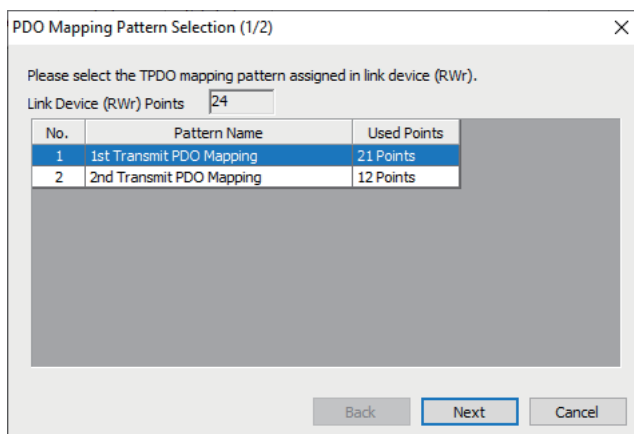 PDO Mapping Pattern Selection (1/2)
Please select the TPDO mapping pattern assigned in link device (RWr).
Link Device (RWr) Points 24
No. Pattern Name Used Points
1 1st Transmit PDO Mapping 21 Points
2 2nd Transmit PDO Mapping 12 Points
Back Next Cancel